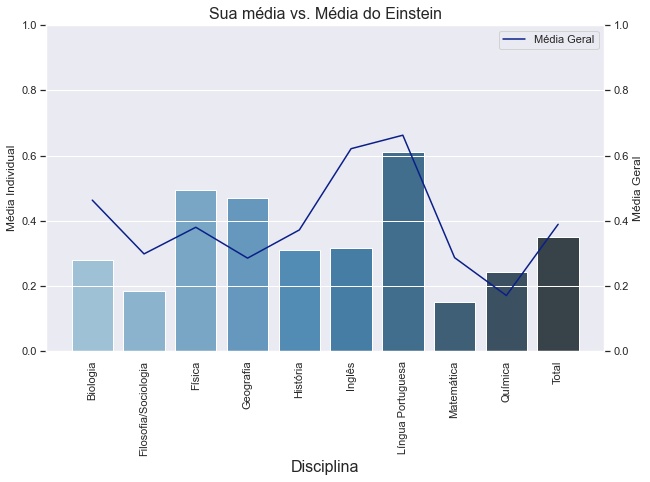 Sua média vs. Média do Einstein
Média Geral
1.0
0.8
0.6
0.4
0.2
0.0
Média Individual
1.0
0.8
0.6
0.4
0.2
0.0
Média Geral
Biologia
Filosofia/Sociologia
Física
Geografia
História
Inglês
Língua Portuguesa
Matemática
Química
Total
Disciplina